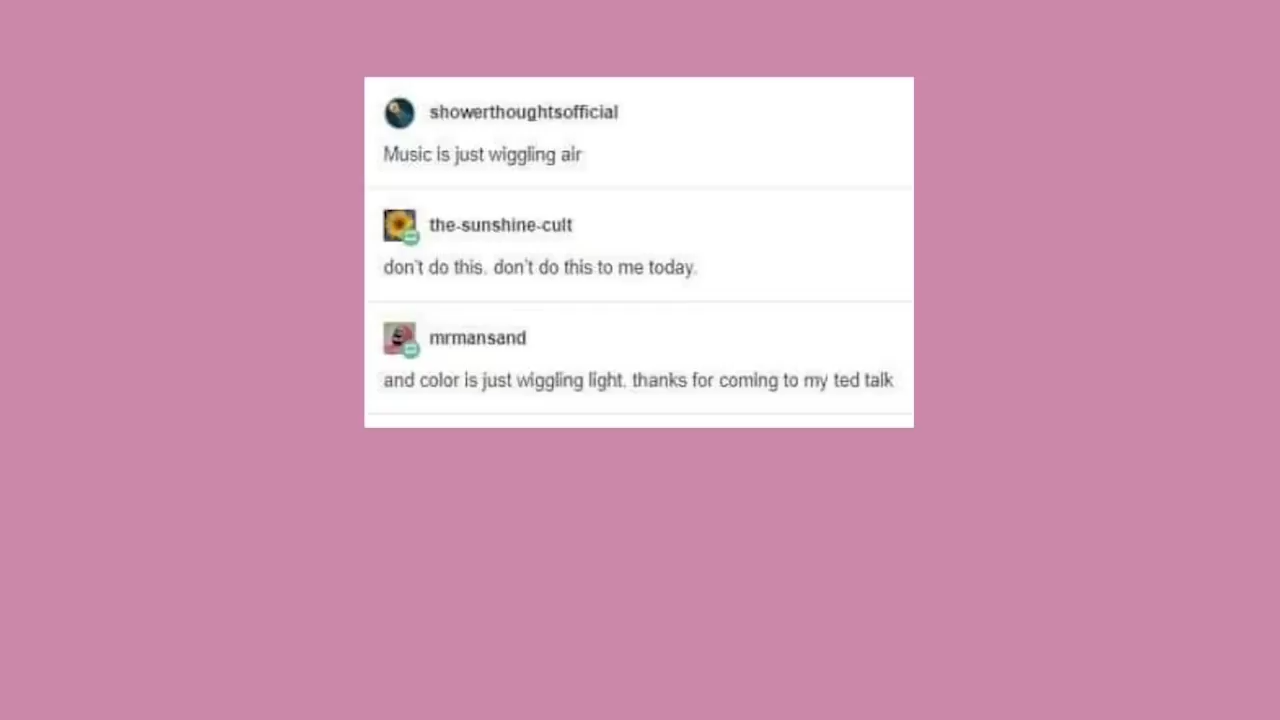 showerthoughtsofficial
Music is just wiggling air
the-sunshine-cult
don't do this. don't do this to me today.
mrmansand
and color is just wiggling light. thanks for coming to my ted talk